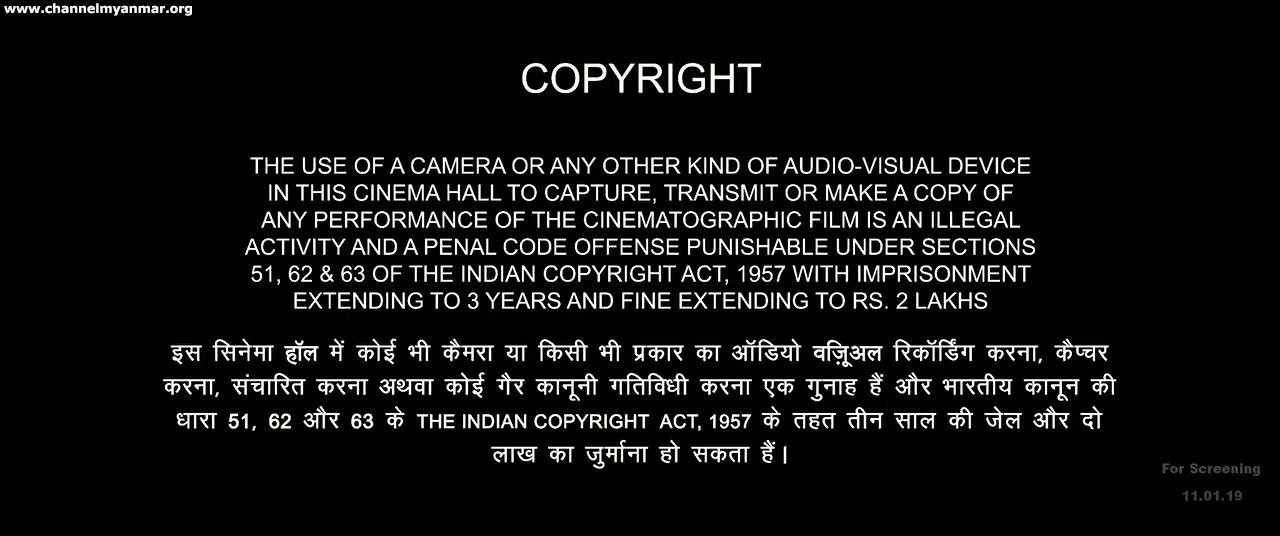 www.channelmyanmar.org
COPYRIGHT
THE USE OF A CAMERA OR ANY OTHER KIND OF AUDIO-VISUAL DEVICE
IN THIS CINEMA HALL TO CAPTURE, TRANSMIT OR MAKE A COPY OF
ANY PERFORMANCE OF THE CINEMATOGRAPHIC FILM IS AN ILLEGAL
ACTIVITY AND A PENAL CODE OFFENSE PUNISHABLE UNDER SECTIONS
51, 62 & 63 OF THE INDIAN COPYRIGHT ACT, 1957 WITH IMPRISONMENT
EXTENDING TO 3 YEARS AND FINE EXTENDING TO RS. 2 LAKHS
इस सिनेमा हॉल में कोई भी कैमरा या किसी भी प्रकार का ऑडियो वज़िूअल रिकॉर्डिंग करना, कैप्चर
करना, संचारित करना अथवा कोई गैर कानूनी गतिविधी करना एक गुनाह हैं और भारतीय कानून की
धारा 51, 62 और 63 के THE INDIAN COPYRIGHT ACT, 1957 के तहत तीन साल की जेल और दो
लाख का जुर्माना हो सकता हैं।
For Screening
11.01.19